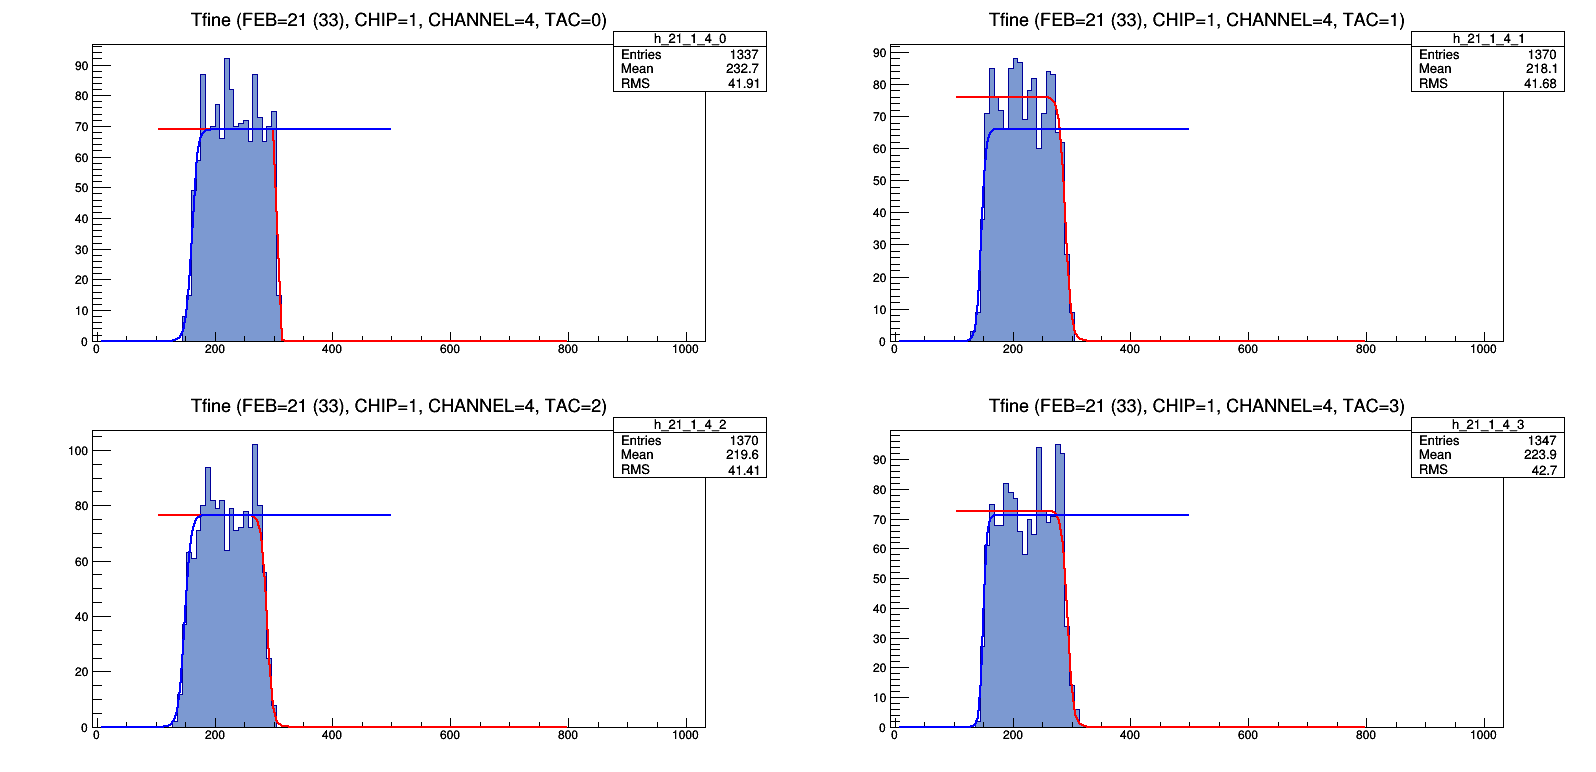 Tfine (FEB=21 (33), CHIP=1, CHANNEL=4, TAC=0)
h_21_1_4_0
Entries 1337
Mean 232.7
RMS 41.91
90
80
70
60
50
40
30
20
10
0
0 200 400 600 800 1000
Tfine (FEB=21 (33), CHIP=1, CHANNEL=4, TAC=1)
h_21_1_4_1
Entries 1370
Mean 218.1
RMS 41.68
90
80
70
60
50
40
30
20
10
0
0 200 400 600 800 1000
Tfine (FEB=21 (33), CHIP=1, CHANNEL=4, TAC=2)
h_21_1_4_2
Entries 1370
Mean 219.6
RMS 41.41
100
80
60
40
20
0
0 200 400 600 800 1000
Tfine (FEB=21 (33), CHIP=1, CHANNEL=4, TAC=3)
h_21_1_4_3
Entries 1347
Mean 223.9
RMS 42.7
90
80
70
60
50
40
30
20
10
0
0 200 400 600 800 1000